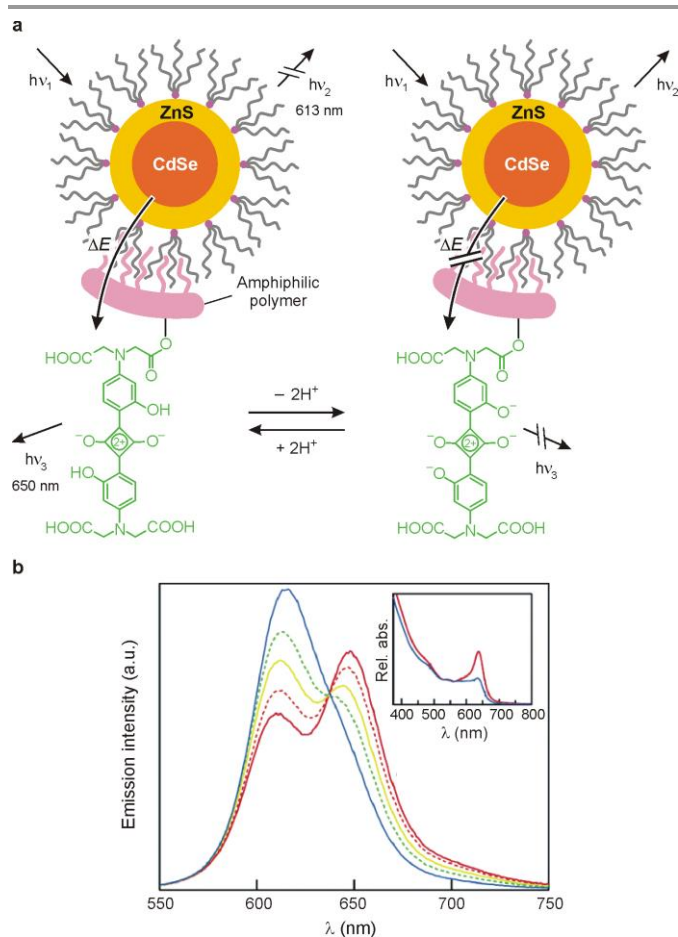 a
hν₁
hν₂
613 nm
ZnS
CdSe
ΔE
Amphiphilic
polymer
HOOC
N
O
O
OH
⁻O
2+
O⁻
HO
hν₃
650 nm
HOOC
N
COOH
− 2H⁺
+ 2H⁺
hν₁
hν₂
ZnS
CdSe
ΔE
HOOC
N
O
O
O⁻
⁻O
2+
O⁻
⁻O
hν₃
HOOC
N
COOH
b
Emission intensity (a.u.)
550
600
650
700
750
λ (nm)
Rel. abs.
400
500
600
700
800
λ (nm)